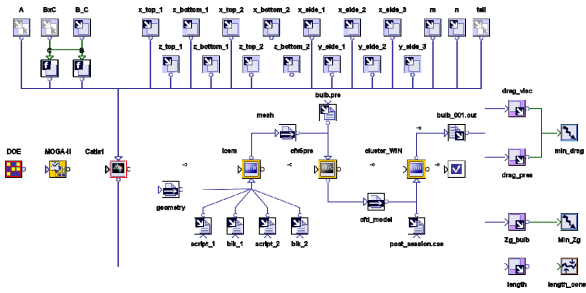 A BxC B_C x_top_1 x_bottom_1 x_top_2 x_bottom_2 x_side_1 x_side_2 x_side_3 m n tail
z_top_1 z_bottom_1 z_top_2 z_bottom_2 y_side_1 y_side_2 y_side_3
bulb.pre drag_visc
mesh bulb_001.out
DOE MOGA-II Catia1 icem cfx5pre cluster_WIN min_drag
drag_pres
geometry cfd_model
script_1 blk_1 script_2 blk_2 post_session.cse Zg_bulb Min_Zg
length length_cons